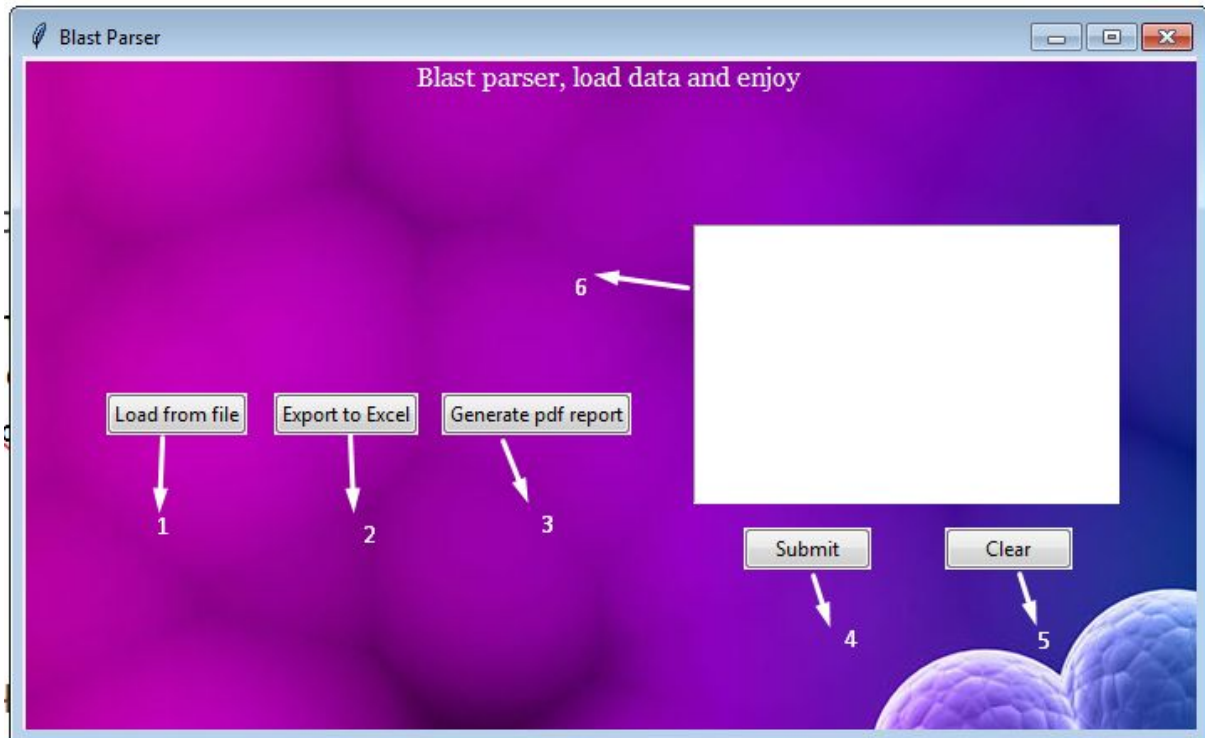 Blast Parser
Blast parser, load data and enjoy
6
Load from file
Export to Excel
Generate pdf report
1
2
3
Submit
Clear
4
5